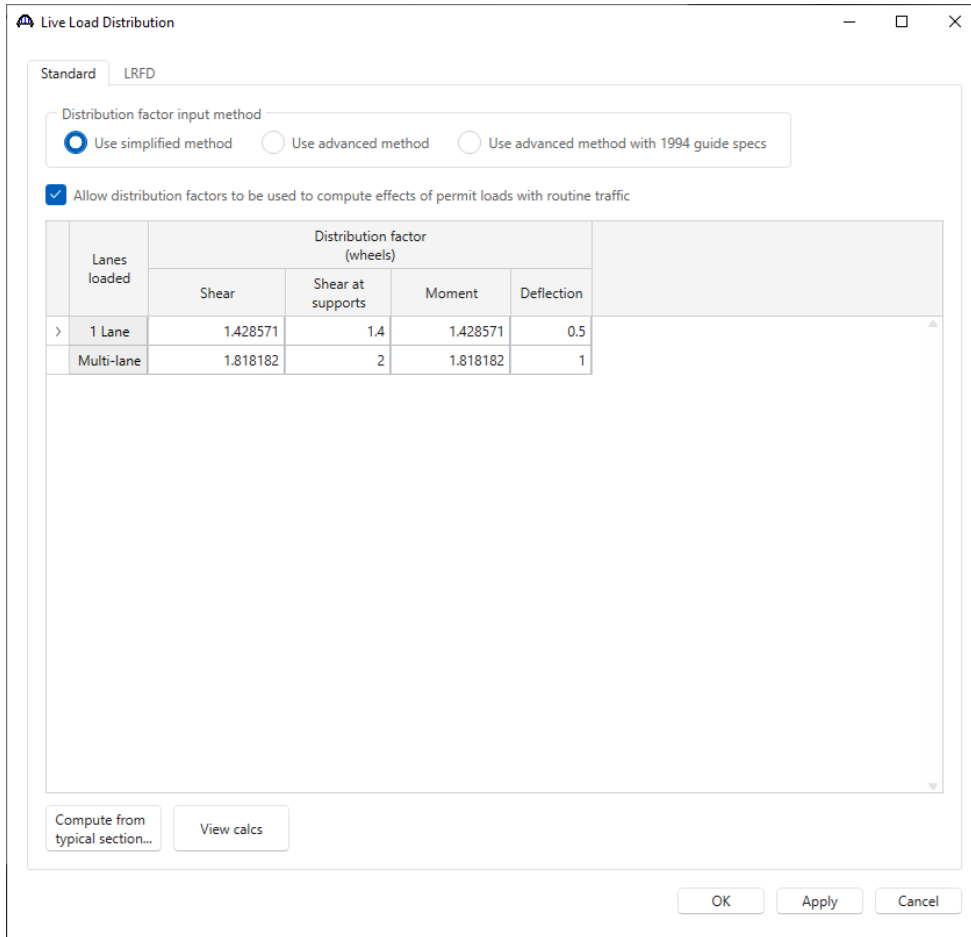 Live Load Distribution
Standard LRFD
Distribution factor input method
Use simplified method Use advanced method Use advanced method with 1994 guide specs
Allow distribution factors to be used to compute effects of permit loads with routine traffic
Lanes
loaded
Distribution factor
(wheels)
Shear
Shear at
supports
Moment
Deflection
1 Lane 1.428571 1.4 1.428571 0.5
Multi-lane 1.818182 2 1.818182 1
Compute from
typical section...
View calcs
OK Apply Cancel